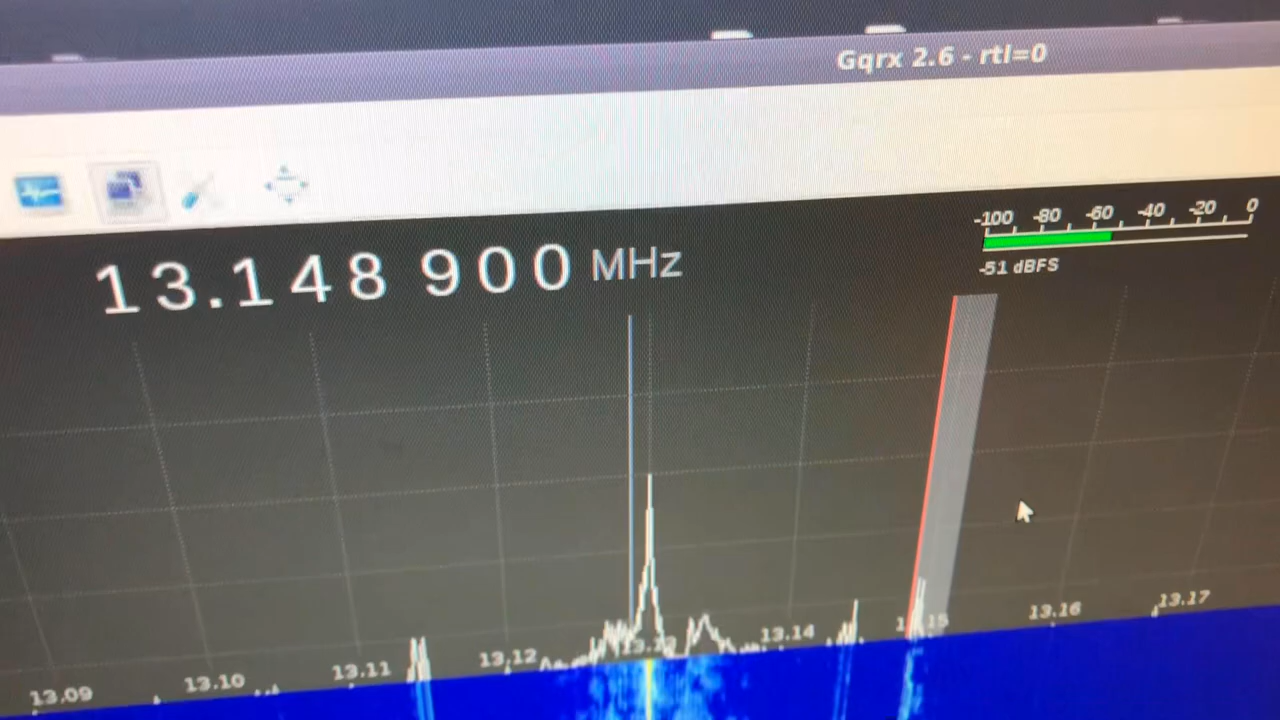 Gqrx 2.6 - rtl=0
13.148 900 MHz
-100 -80 -60 -40 -20 0
-51 dBFS
13.09 13.10 13.11 13.12 13.14 15 13.16 13.17